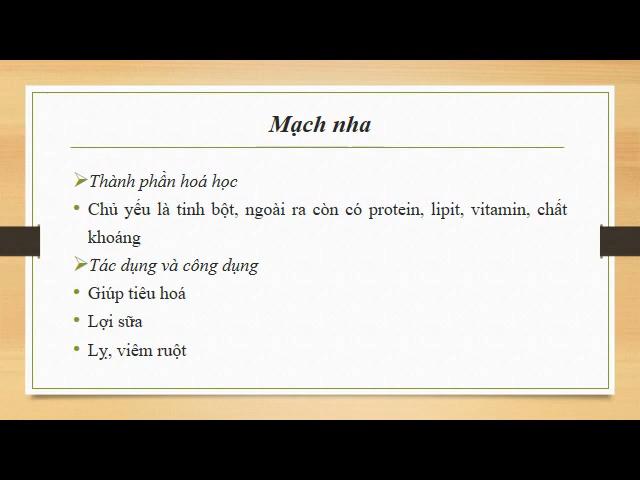 Mạch nha
Thành phần hoá học
Chủ yếu là tinh bột, ngoài ra còn có protein, lipit, vitamin, chất
khoáng
Tác dụng và công dụng
Giúp tiêu hoá
Lợi sữa
Lỵ, viêm ruột